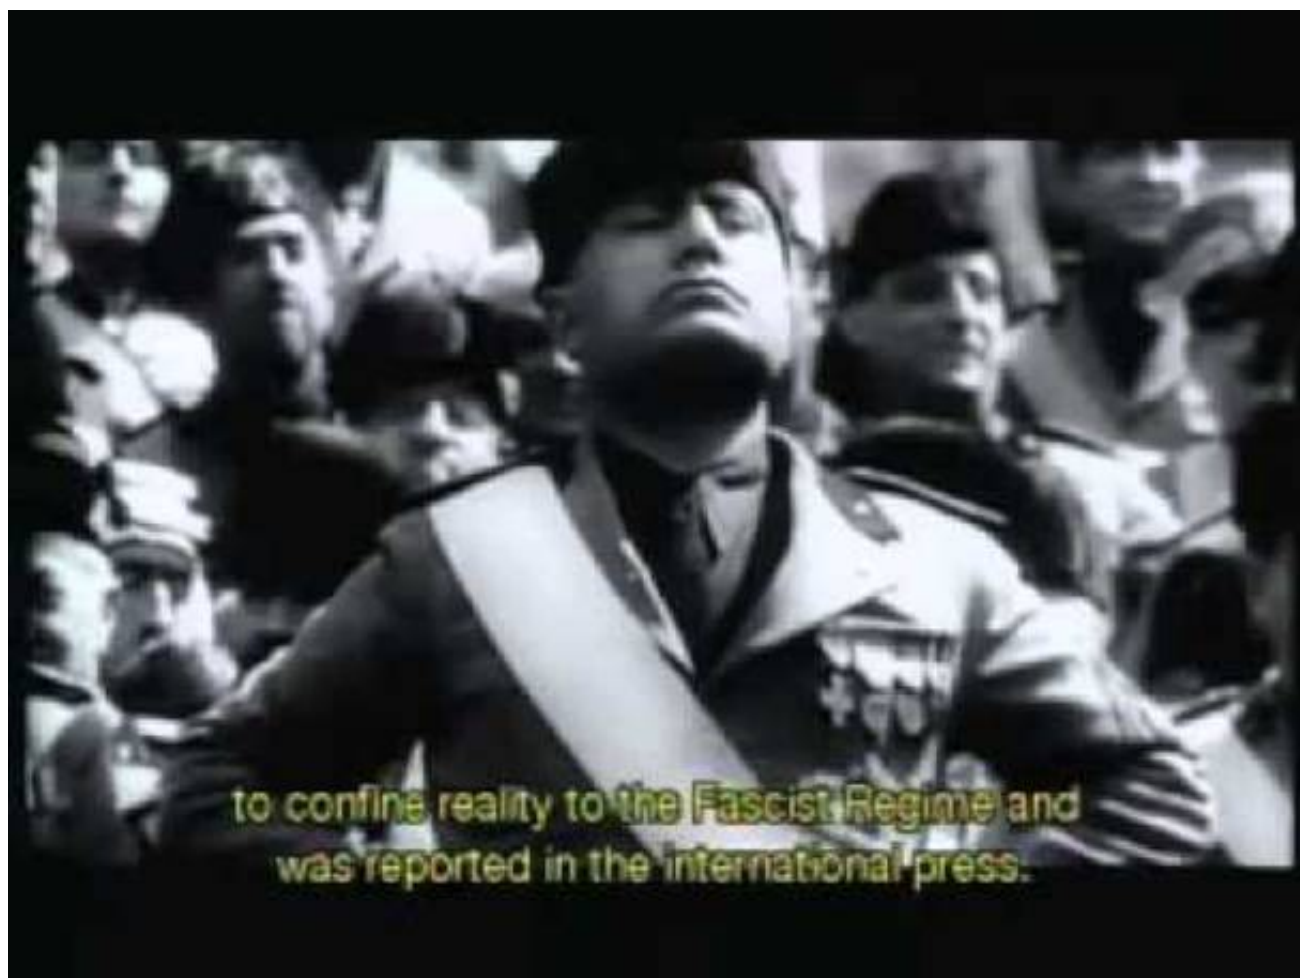 to confine reality to the Fascist Regime and
was reported in the international press.